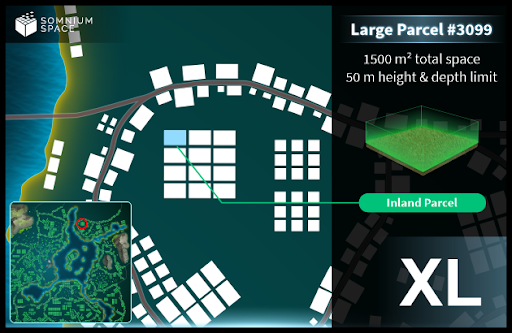 SOMNIUM
SPACE
Large Parcel #3099
1500 m² total space
50 m height & depth limit
Inland Parcel
XL